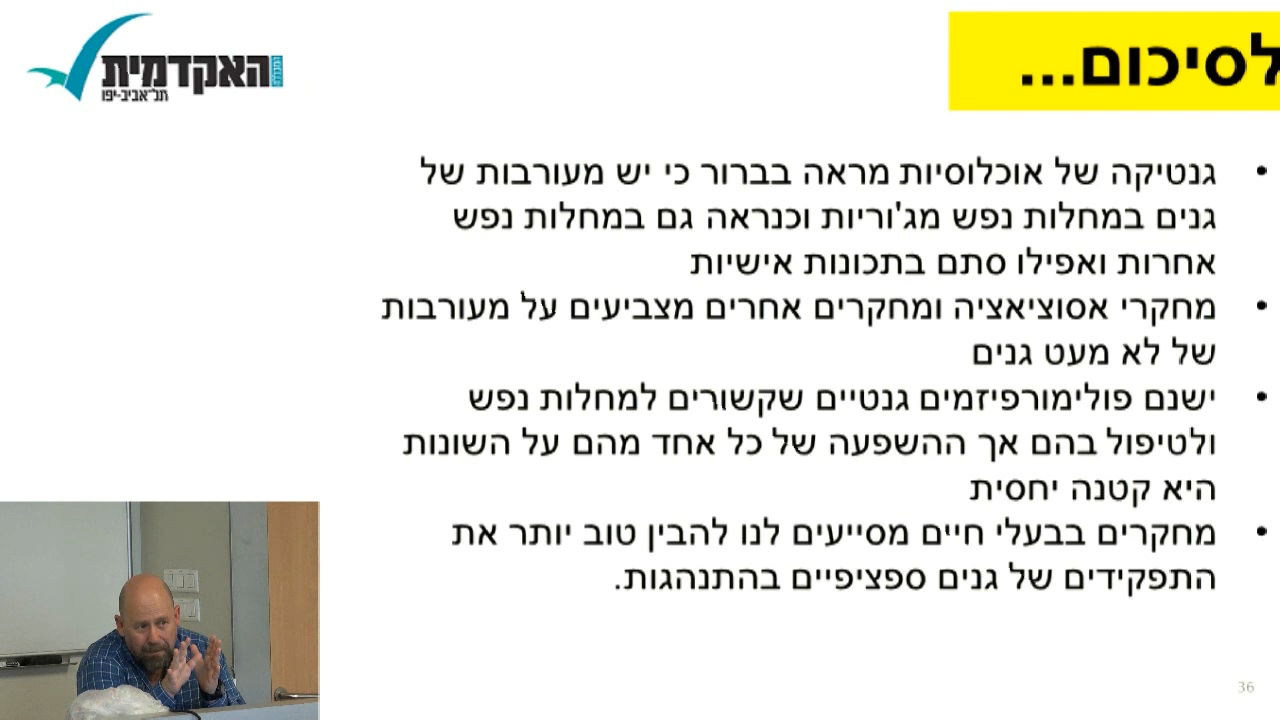 לסיכום...
האקדמית
תל־אביב-יפו
• גנטיקה של אוכלוסיות מראה בברור כי יש מעורבות של
גנים במחלות נפש מג'וריות וכנראה גם במחלות נפש
אחרות ואפילו סתם בתכונות אישיות
• מחקרי אסוציאציה ומחקרים אחרים מצביעים על מעורבות
של לא מעט גנים
• ישנם פולימורפיזמים גנטיים שקשורים למחלות נפש
ולטיפול בהם אך ההשפעה של כל אחד מהם על השונות
היא קטנה יחסית
• מחקרים בבעלי חיים מסייעים לנו להבין טוב יותר את
התפקידים של גנים ספציפיים בהתנהגות.
36